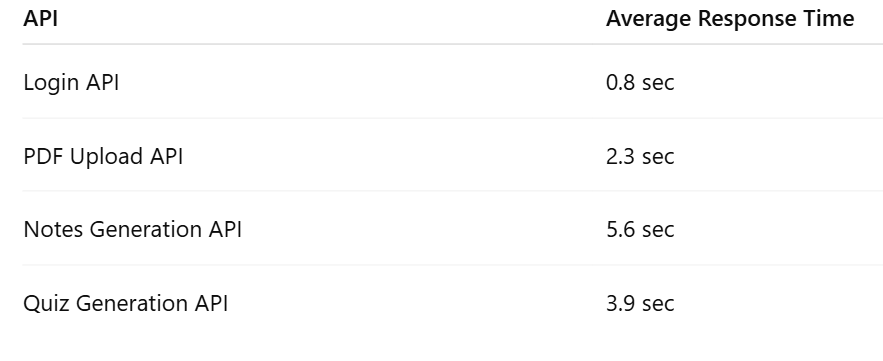 API Average Response Time
Login API 0.8 sec
PDF Upload API 2.3 sec
Notes Generation API 5.6 sec
Quiz Generation API 3.9 sec